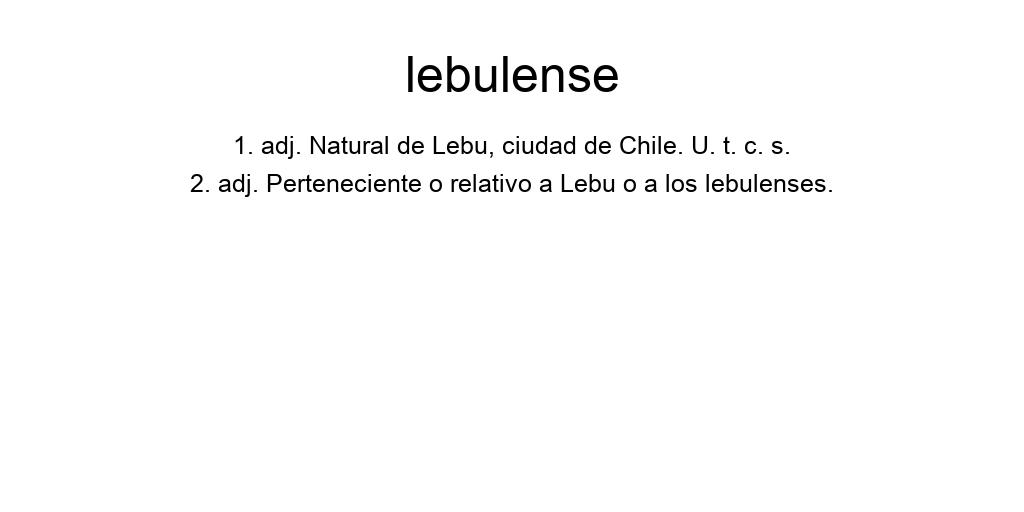 lebulense
1. adj. Natural de Lebu, ciudad de Chile. U. t. c. s.
2. adj. Perteneciente o relativo a Lebu o a los lebulenses.